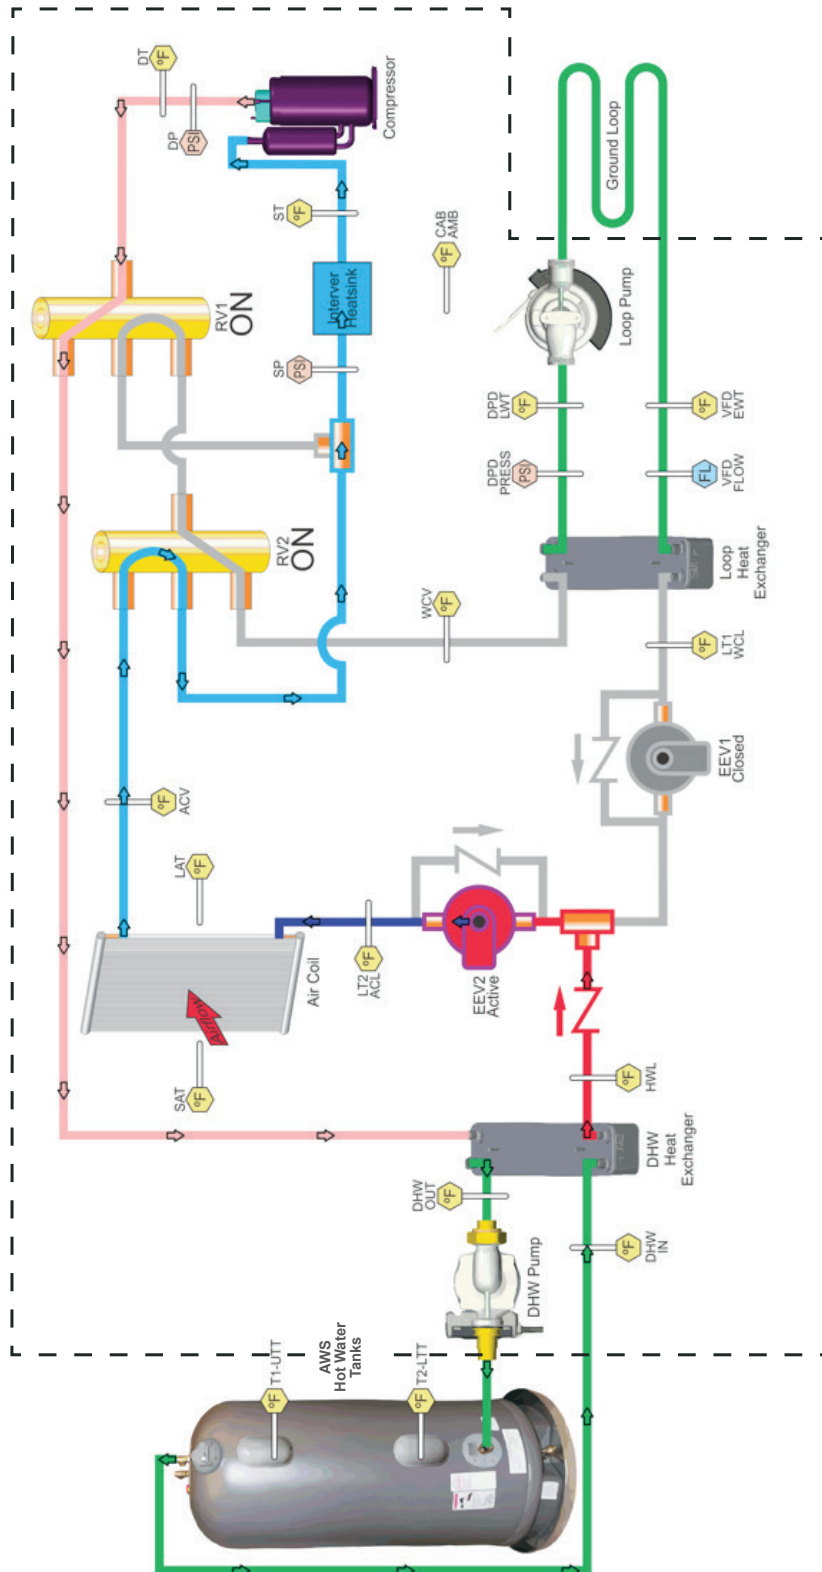 DT
°F
DP
PSI
Compressor
ST
°F
CAB
AMB
°F
Ground Loop
RV1
ON
Interver
Heatsink
SP
PSI
Loop Pump
DPD
LWT
°F
°F
VFD
EWT
DPD
PRESS
PSI
FL
VFD
FLOW
RV2
ON
WCV
°F
Loop
Heat
Exchanger
°F
LT1
WCL
EEV1
Closed
°F
ACV
LAT
°F
Air Coil
Airflow
SAT
°F
°F
LT2
ACL
EEV2
Active
°F
HWL
DHW
Heat
Exchanger
DHW
OUT
°F
DHW Pump
°F
DHW
IN
AWS
Hot Water
Tanks
°F
T1-UTT
°F
T2-LTT